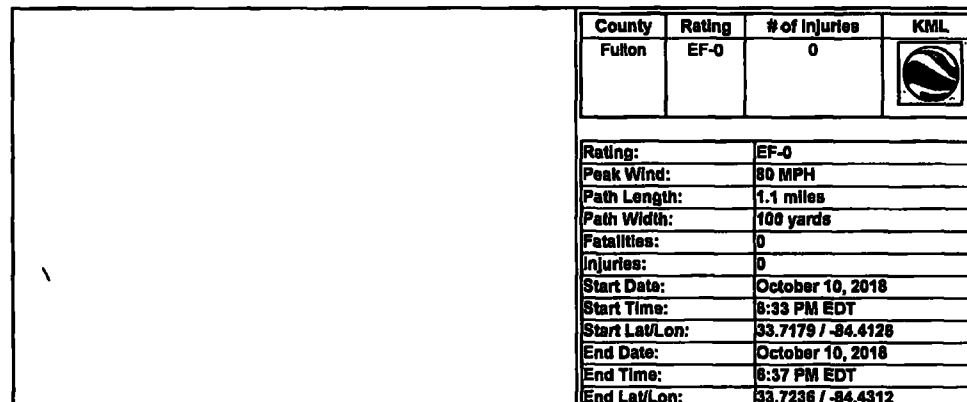 County Rating # of Injuries KML
Fulton EF-0 0
Rating: EF-0
Peak Wind: 80 MPH
Path Length: 1.1 miles
Path Width: 100 yards
Fatalities: 0
Injuries: 0
Start Date: October 10, 2018
Start Time: 6:33 PM EDT
Start Lat/Lon: 33.7179 / -84.4126
End Date: October 10, 2018
End Time: 6:37 PM EDT
End Lat/Lon: 33.7236 / -84.4312